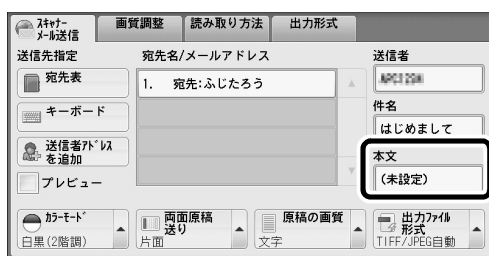 スキャナー
メール送信
画質調整
読み取り方法
出力形式
送信先指定
宛先名/メールアドレス
送信者
宛先表
1. 宛先:ふじたろう
キーボード
件名
はじめまして
送信者アドレス
を追加
本文
(未設定)
プレビュー
カラーモード
白黒(2階調)
両面原稿
送り
片面
原稿の画質
文字
出力ファイル
形式
TIFF/JPEG自動